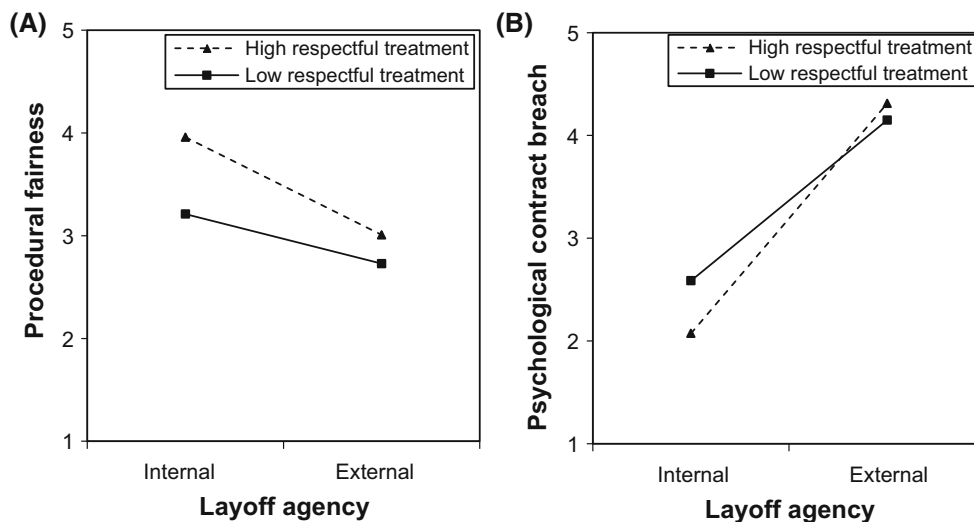 (A)
High respectful treatment
Low respectful treatment
Procedural fairness
5
4
3
2
1
Internal External
Layoff agency
(B)
High respectful treatment
Low respectful treatment
Psychological contract breach
5
4
3
2
1
Internal External
Layoff agency